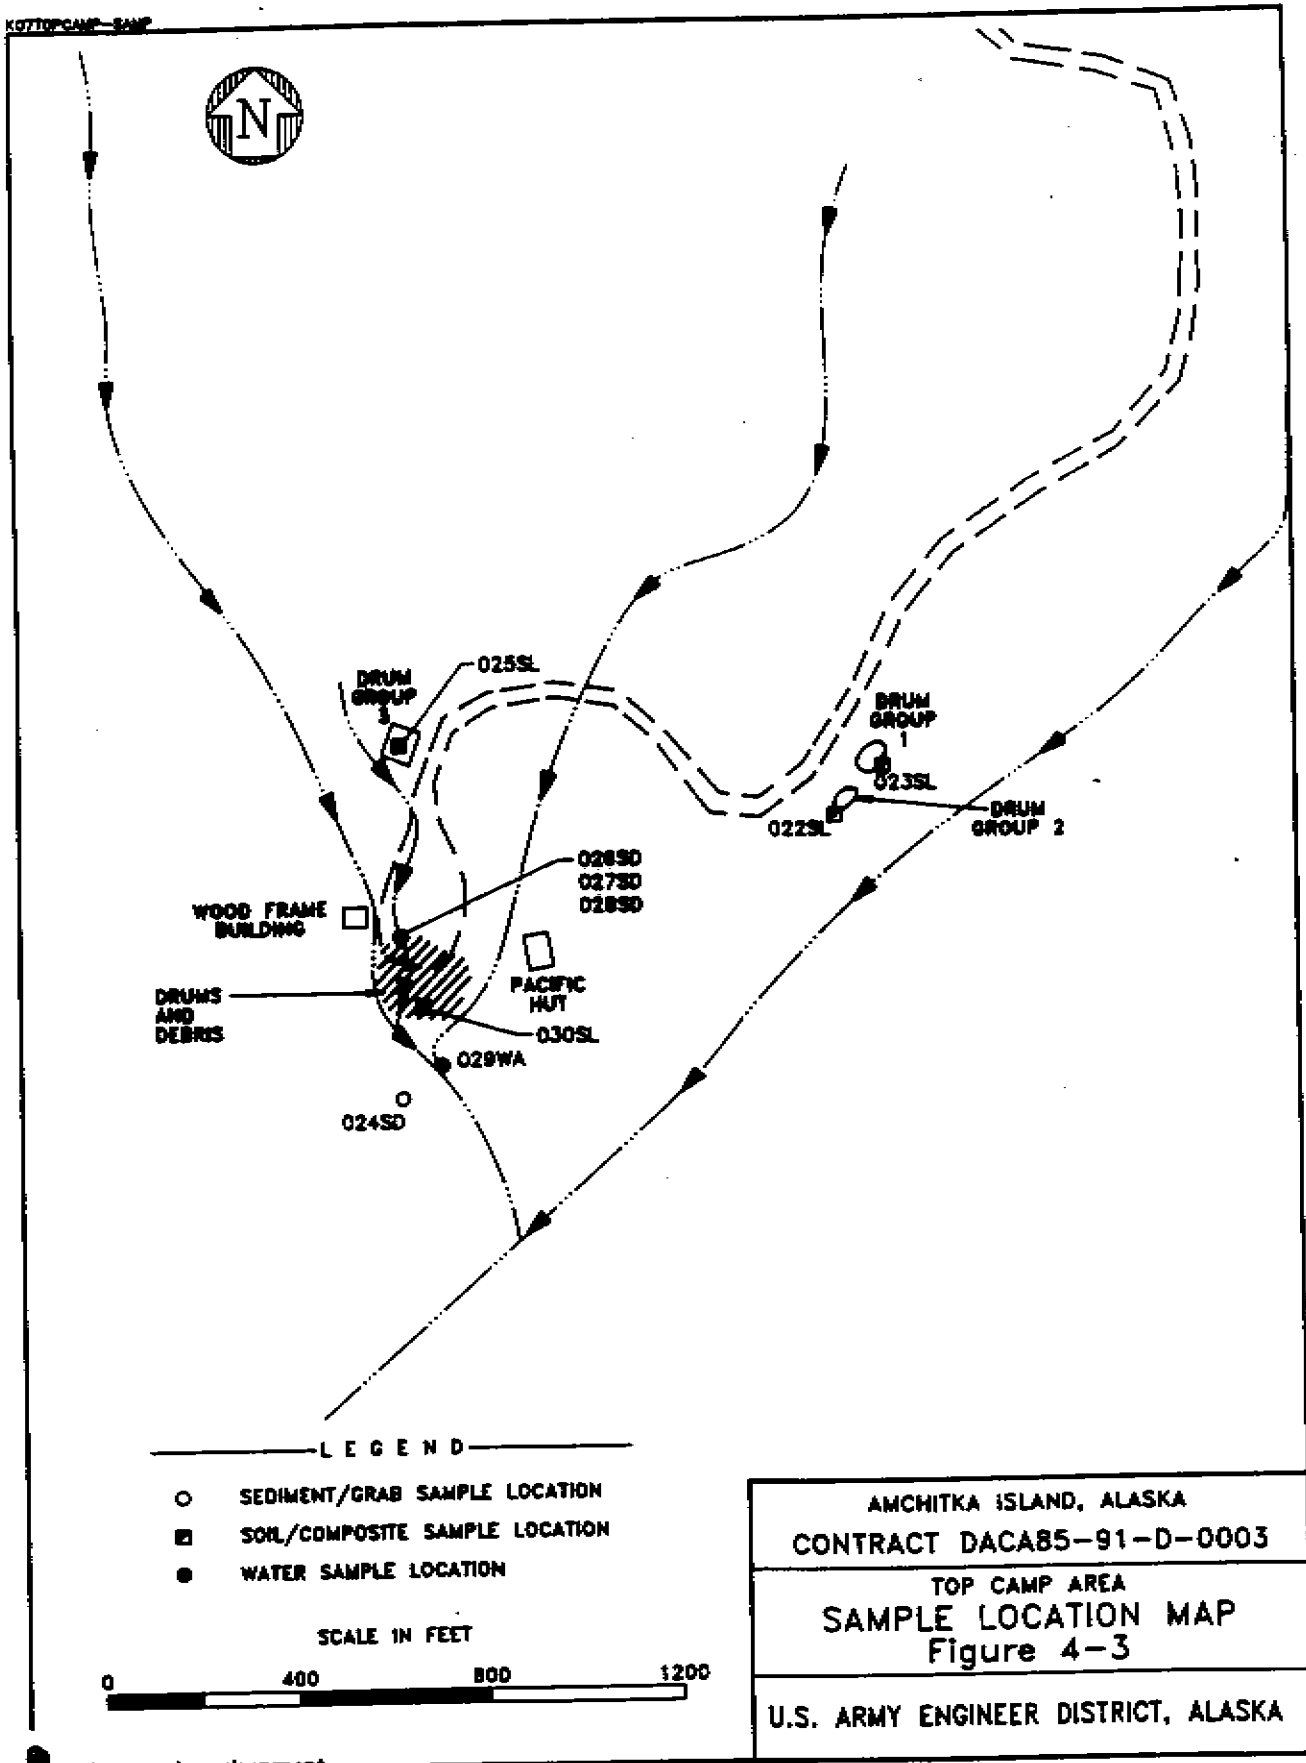 K07TOPCAMP-SAMP
N
025SL
DRUM
GROUP
3
DRUM
GROUP
1
023SL
022SL
DRUM
GROUP 2
026SD
027SD
028SD
WOOD FRAME
BUILDING
PACIFIC
HUT
DRUMS
AND
DEBRIS
030SL
029WA
024SD
LEGEND
SEDIMENT/GRAB SAMPLE LOCATION
SOIL/COMPOSITE SAMPLE LOCATION
WATER SAMPLE LOCATION
SCALE IN FEET
0 400 800 1200
AMCHITKA ISLAND, ALASKA
CONTRACT DACA85-91-D-0003
TOP CAMP AREA
SAMPLE LOCATION MAP
Figure 4-3
U.S. ARMY ENGINEER DISTRICT, ALASKA